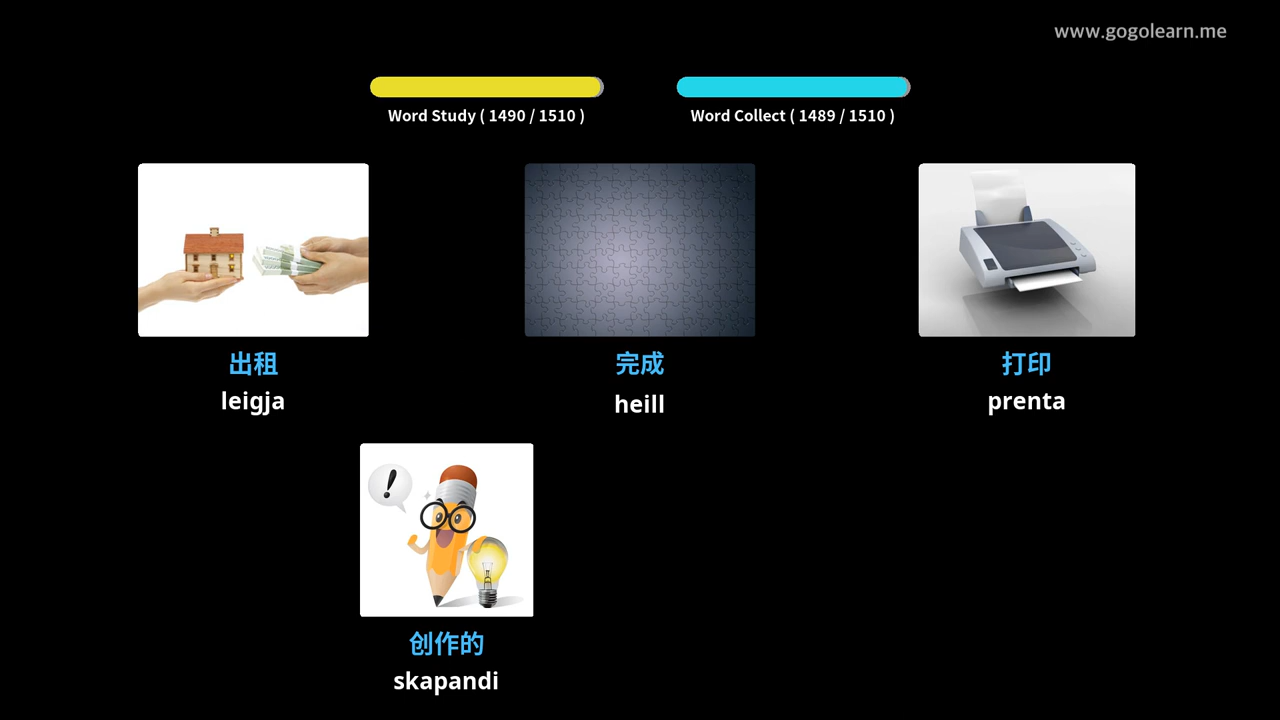 www.gogolearn.me
Word Study ( 1490 / 1510 )
Word Collect ( 1489 / 1510 )
出租
leigja
完成
heill
打印
prenta
!
创作的
skapandi